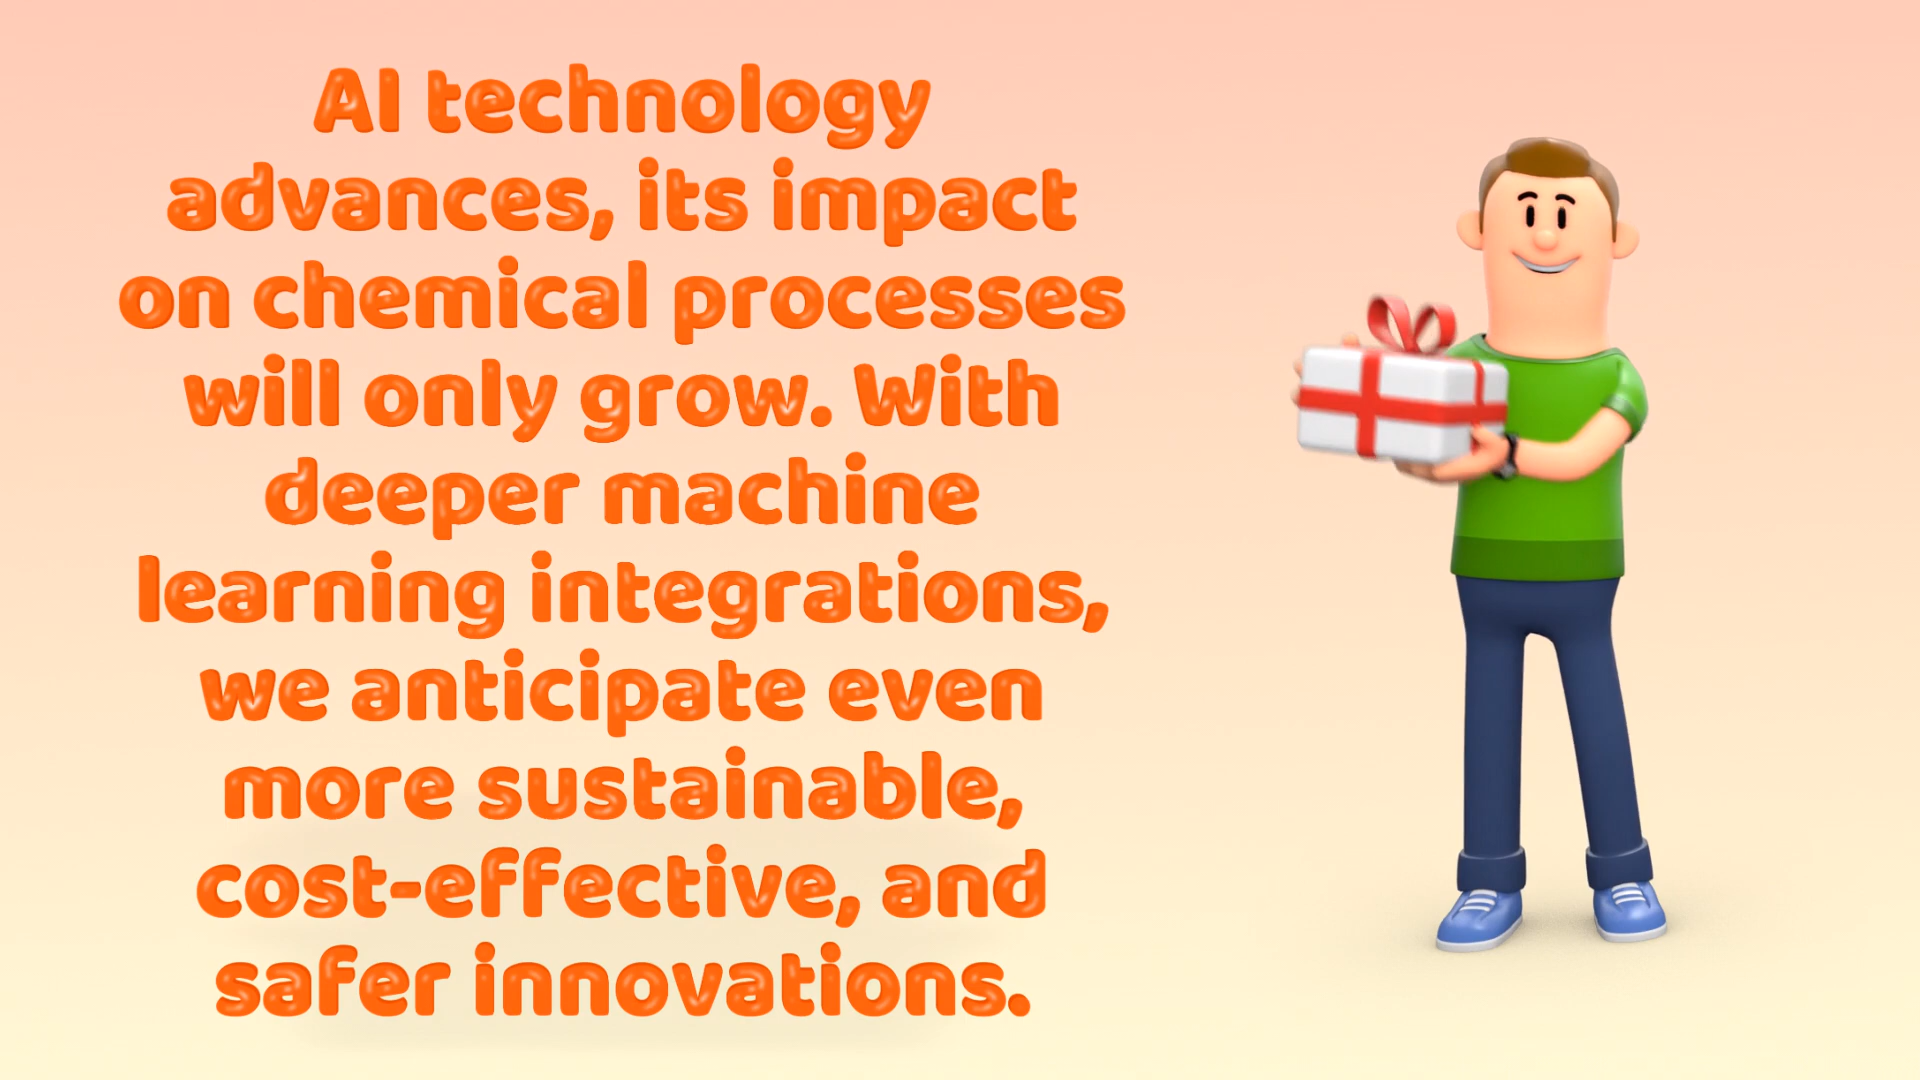 AI technology
advances, its impact
on chemical processes
will only grow. With
deeper machine
learning integrations,
we anticipate even
more sustainable,
cost-effective, and
safer innovations.